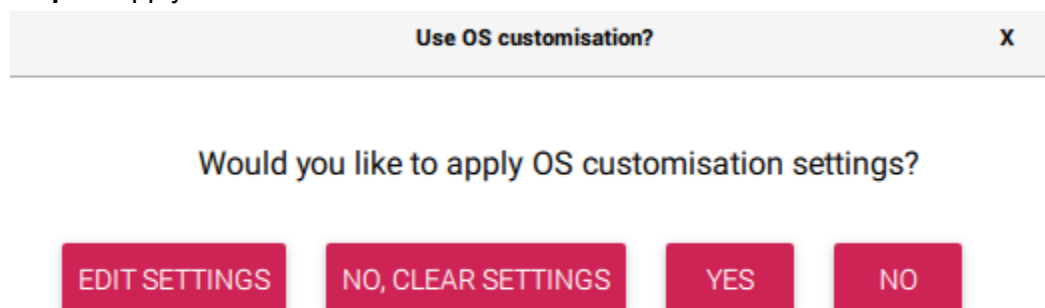 Use OS customisation? X
Would you like to apply OS customisation settings?
EDIT SETTINGS NO, CLEAR SETTINGS YES NO